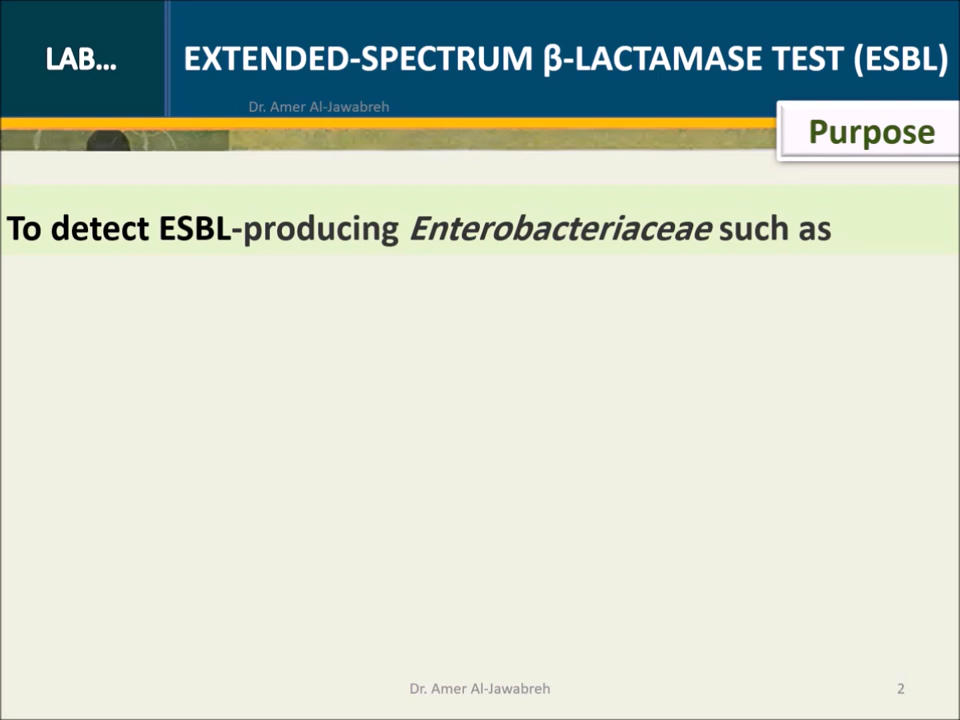 LAB...
EXTENDED-SPECTRUM β-LACTAMASE TEST (ESBL)
Dr. Amer Al-Jawabreh
Purpose
To detect ESBL-producing Enterobacteriaceae such as
Dr. Amer Al-Jawabreh
2